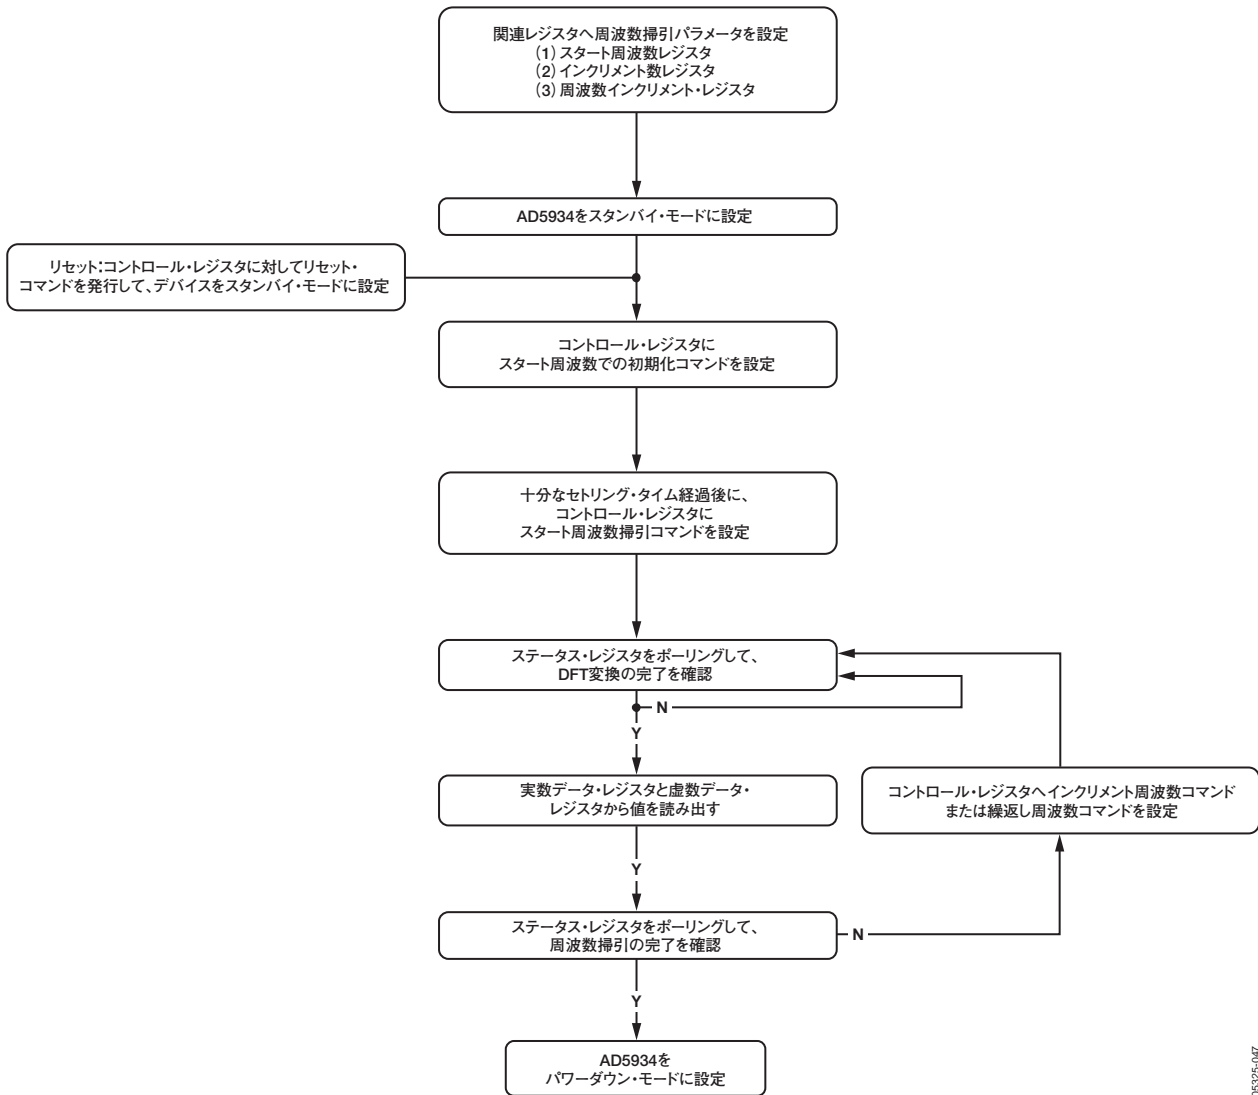 関連レジスタへ周波数掃引パラメータを設定
(1)スタート周波数レジスタ
(2)インクリメント数レジスタ
(3)周波数インクリメント・レジスタ
AD5934をスタンバイ・モードに設定
リセット:コントロール・レジスタに対してリセット・
コマンドを発行して、デバイスをスタンバイ・モードに設定
コントロール・レジスタに
スタート周波数での初期化コマンドを設定
十分なセトリング・タイム経過後に、
コントロール・レジスタに
スタート周波数掃引コマンドを設定
ステータス・レジスタをポーリングして、
DFT変換の完了を確認
N
Y
実数データ・レジスタと虚数データ・
レジスタから値を読み出す
コントロール・レジスタへインクリメント周波数コマンド
または繰返し周波数コマンドを設定
Y
ステータス・レジスタをポーリングして、
周波数掃引の完了を確認
N
Y
AD5934を
パワーダウン・モードに設定
05325-047